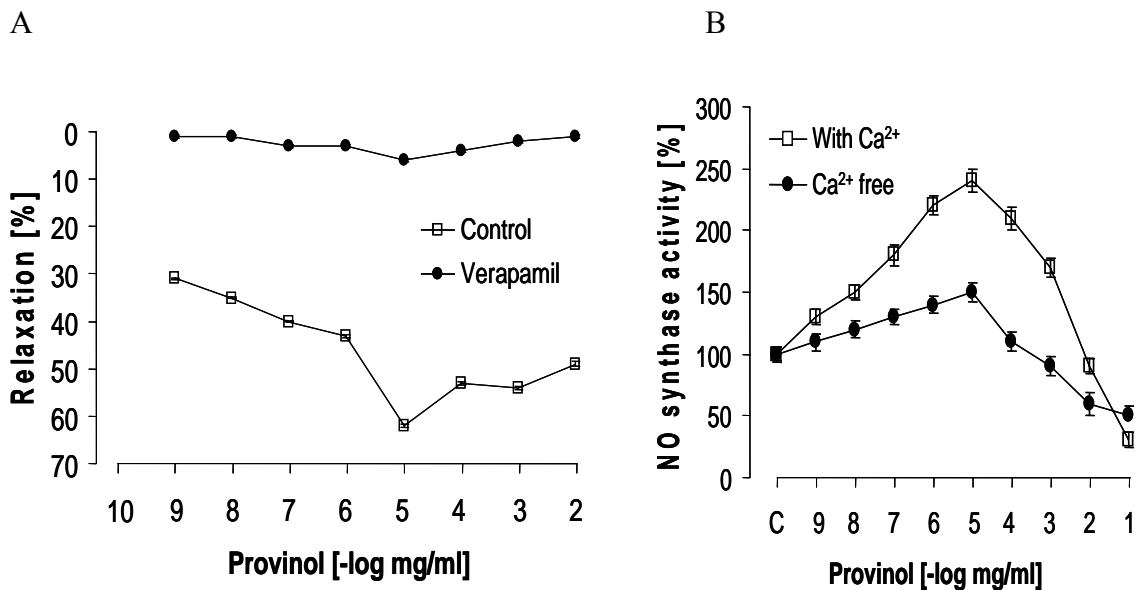 A
B
Relaxation [%]
0
10
20
30
40
50
60
70
Control
Verapamil
10 9 8 7 6 5 4 3 2
Provinol [-log mg/ml]
NO synthase activity [%]
300
250
200
150
100
50
0
With Ca²⁺
Ca²⁺ free
C 9 8 7 6 5 4 3 2 1
Provinol [-log mg/ml]